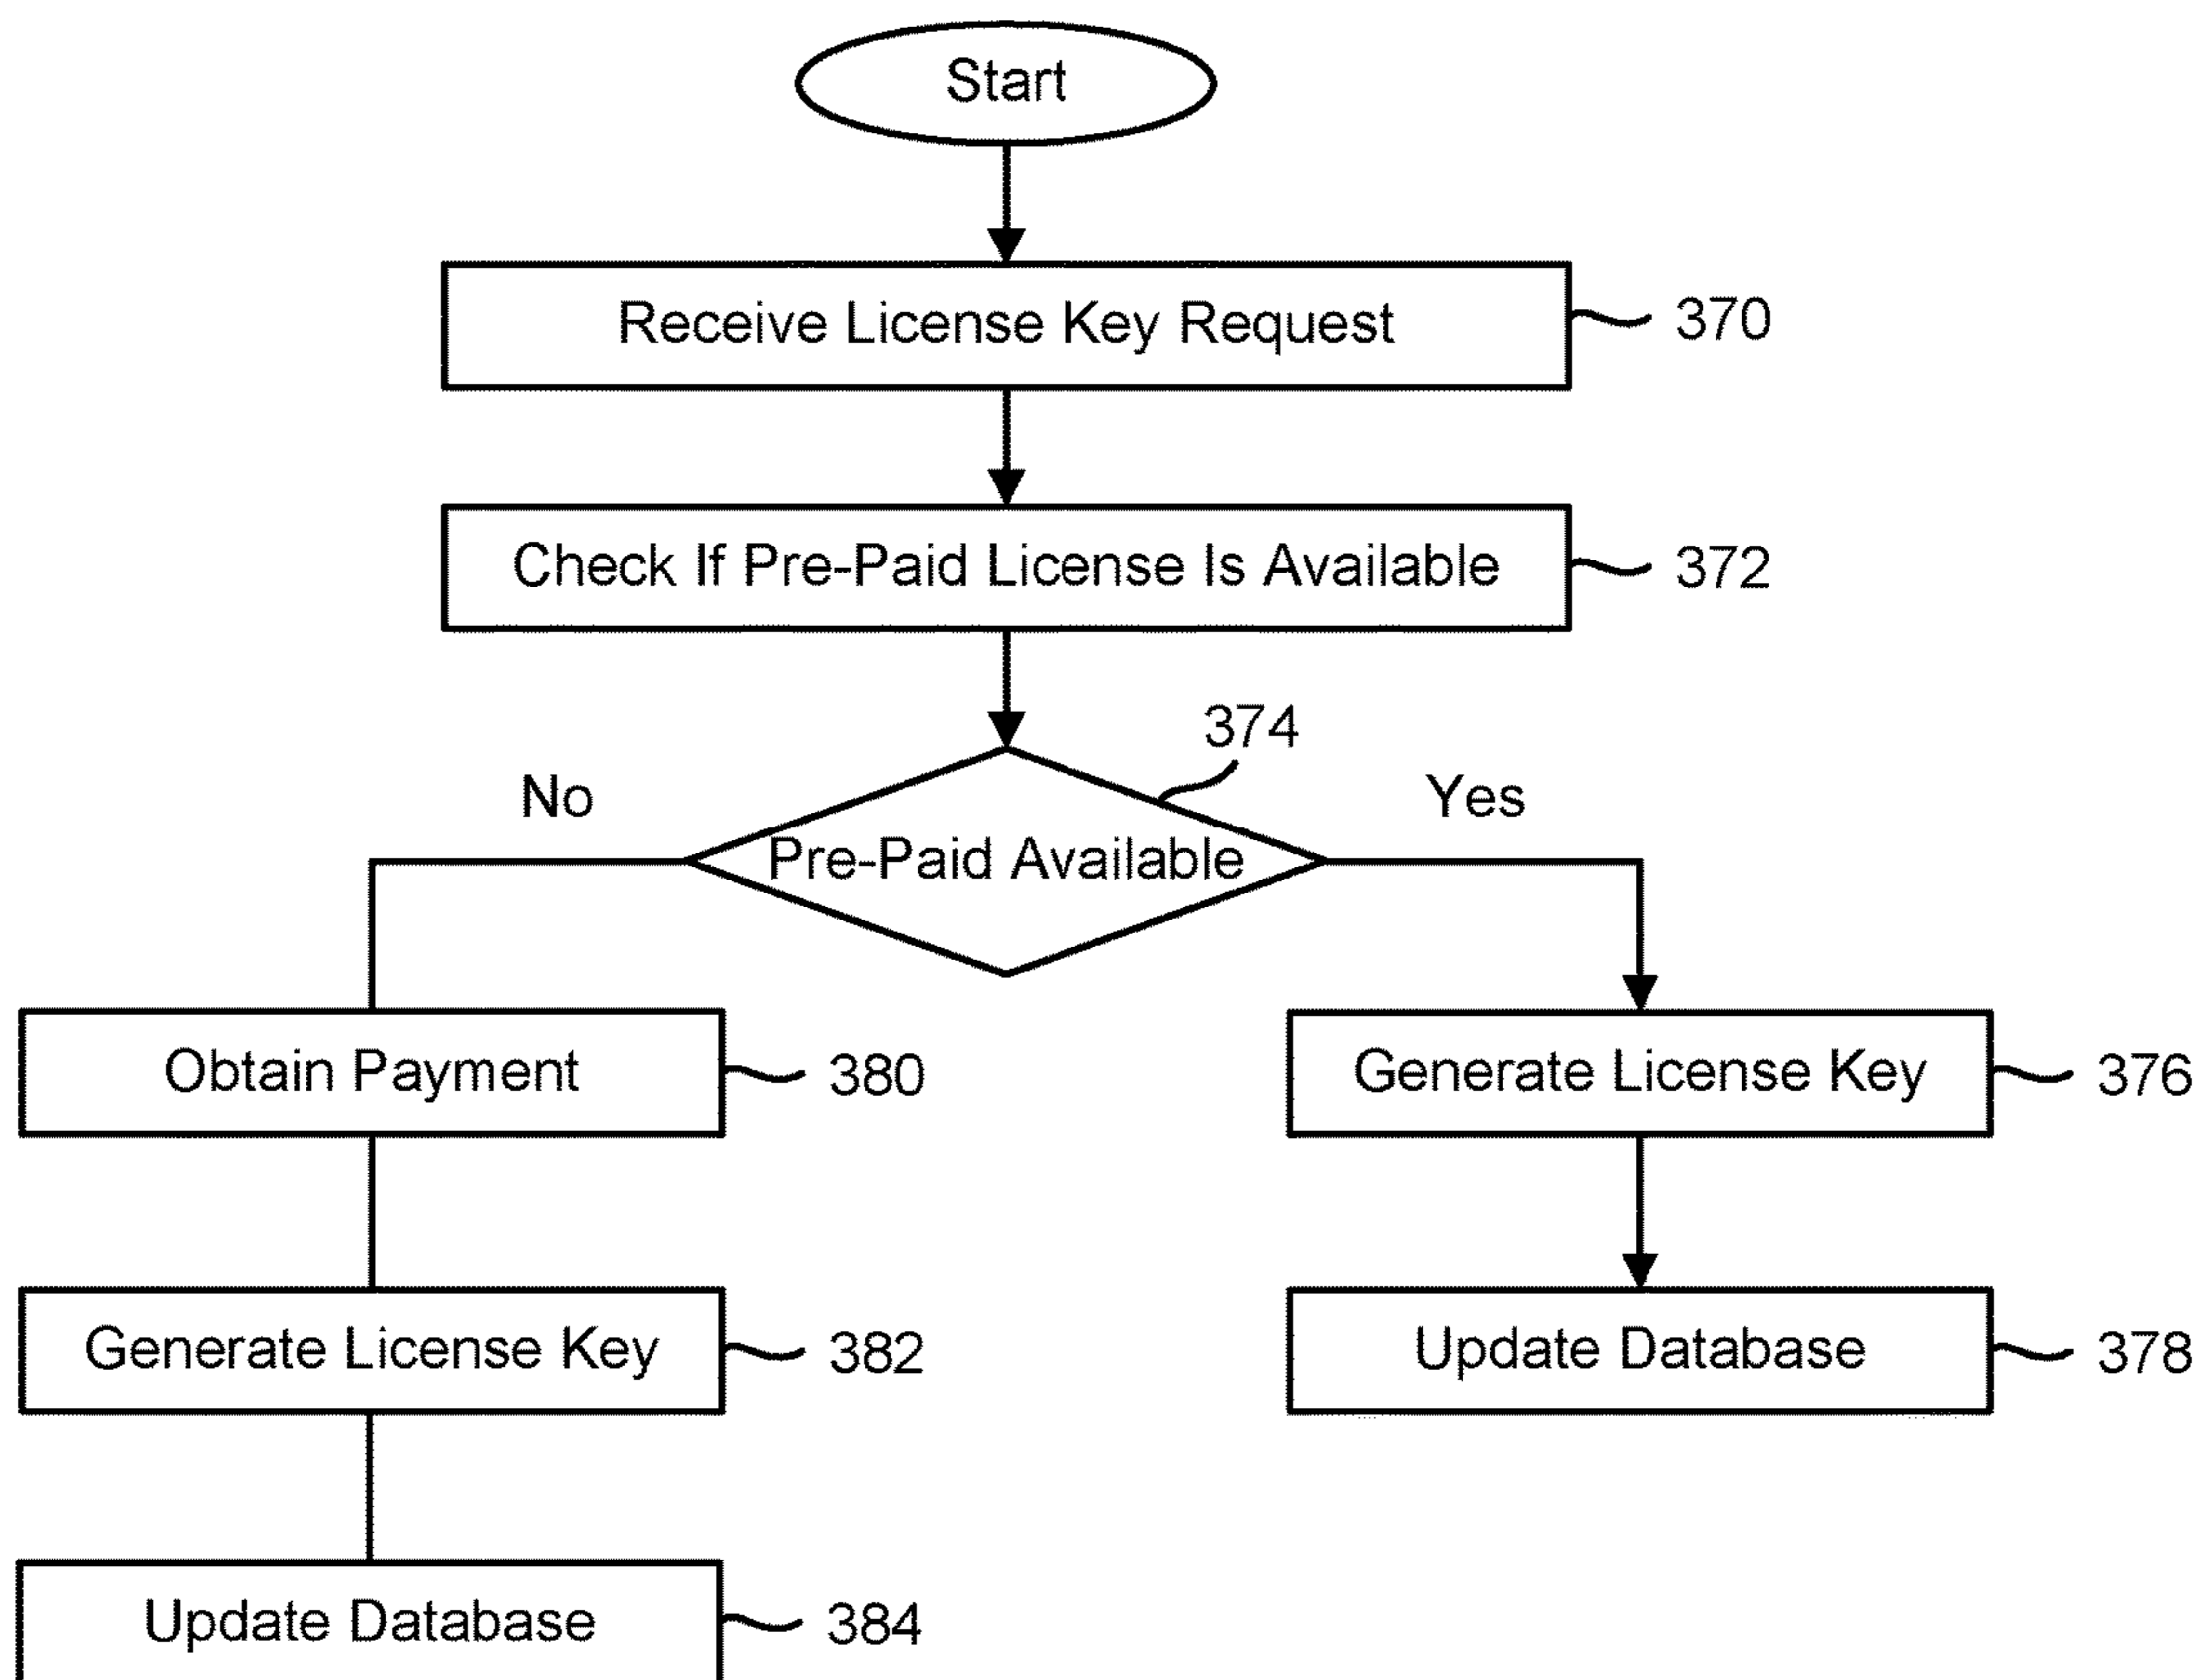 Start
Receive License Key Request
370
Check If Pre-Paid License Is Available
372
374
No
Yes
Pre-Paid Available
Obtain Payment
380
Generate License Key
376
Generate License Key
382
Update Database
378
Update Database
384